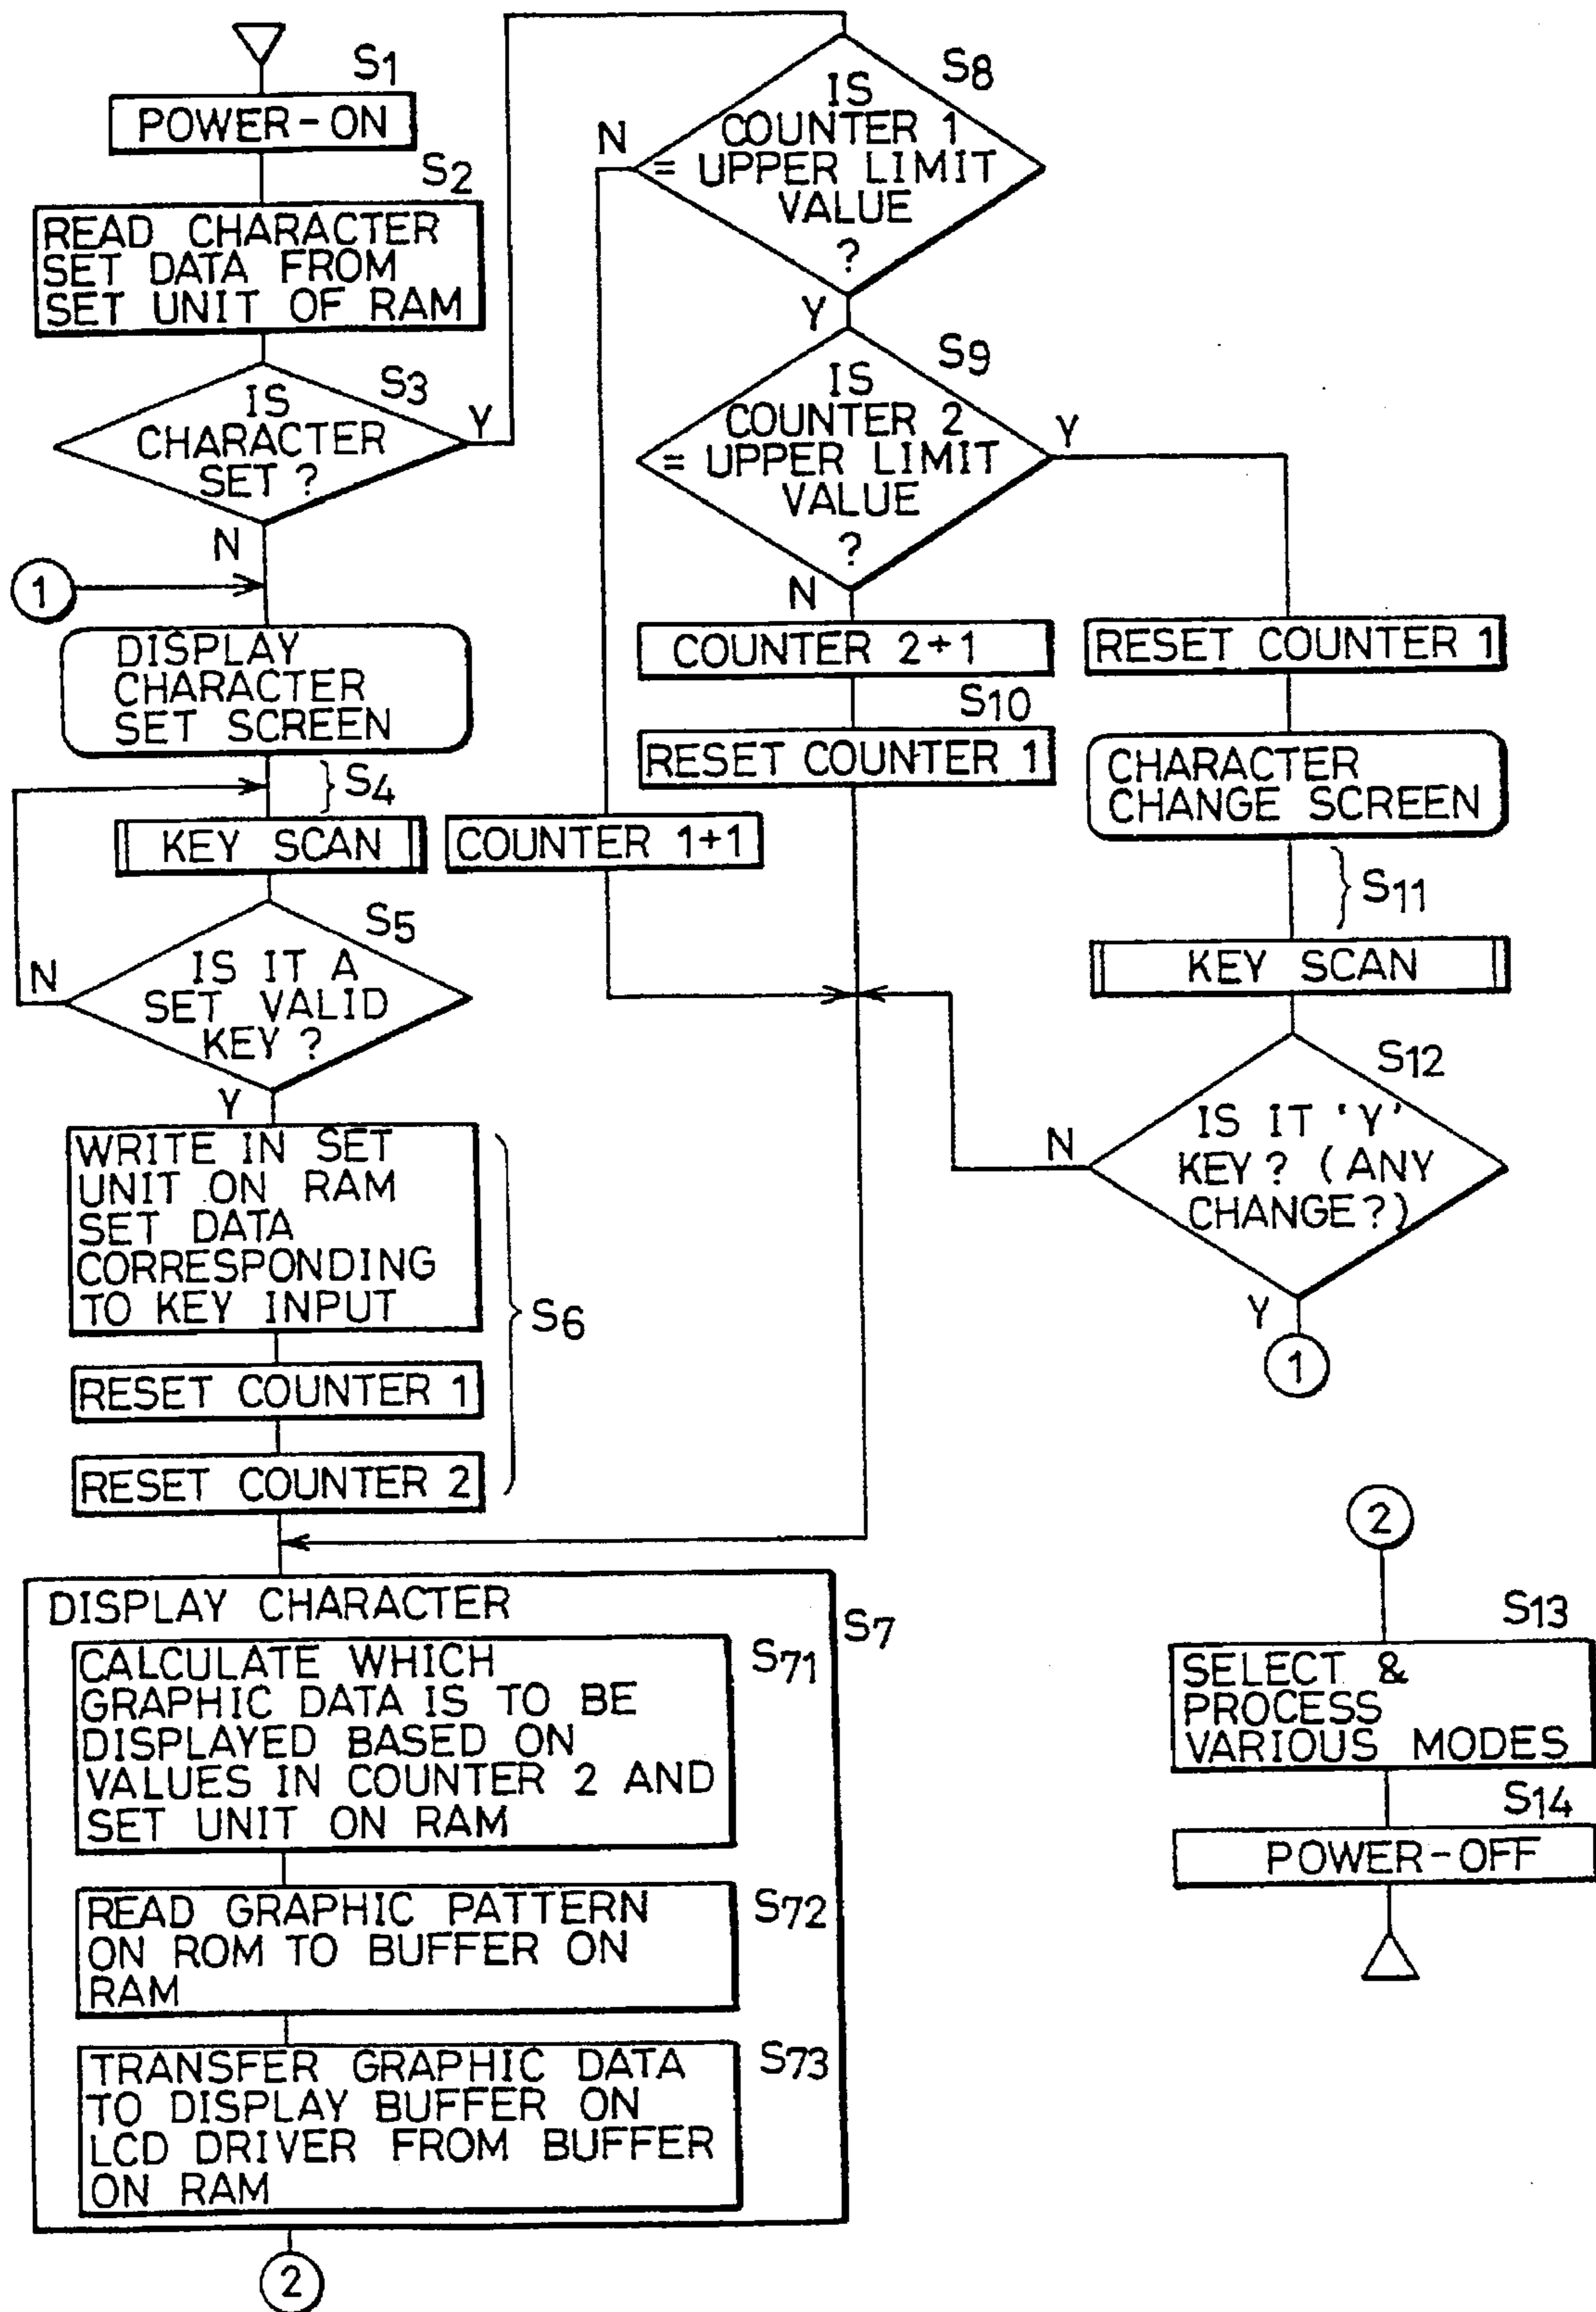 S1
POWER-ON
S2
READ CHARACTER
SET DATA FROM
SET UNIT OF RAM
S3
IS
CHARACTER
SET ?
Y
N
1
DISPLAY
CHARACTER
SET SCREEN
S4
KEY SCAN
S5
IS IT A
SET VALID
KEY ?
N
Y
WRITE IN SET
UNIT ON RAM
SET DATA
CORRESPONDING
TO KEY INPUT
RESET COUNTER 1
RESET COUNTER 2
S6
DISPLAY CHARACTER
S7
CALCULATE WHICH
GRAPHIC DATA IS TO BE
DISPLAYED BASED ON
VALUES IN COUNTER 2 AND
SET UNIT ON RAM
S71
READ GRAPHIC PATTERN
ON ROM TO BUFFER ON
RAM
S72
TRANSFER GRAPHIC DATA
TO DISPLAY BUFFER ON
LCD DRIVER FROM BUFFER
ON RAM
S73
2
S8
IS
COUNTER 1
= UPPER LIMIT
VALUE
?
N
Y
S9
IS
COUNTER 2
= UPPER LIMIT
VALUE
?
Y
N
COUNTER 2+1
S10
RESET COUNTER 1
COUNTER 1+1
RESET COUNTER 1
CHARACTER
CHANGE SCREEN
S11
KEY SCAN
S12
IS IT 'Y'
KEY? (ANY
CHANGE?)
N
Y
1
2
S13
SELECT &
PROCESS
VARIOUS MODES
S14
POWER-OFF